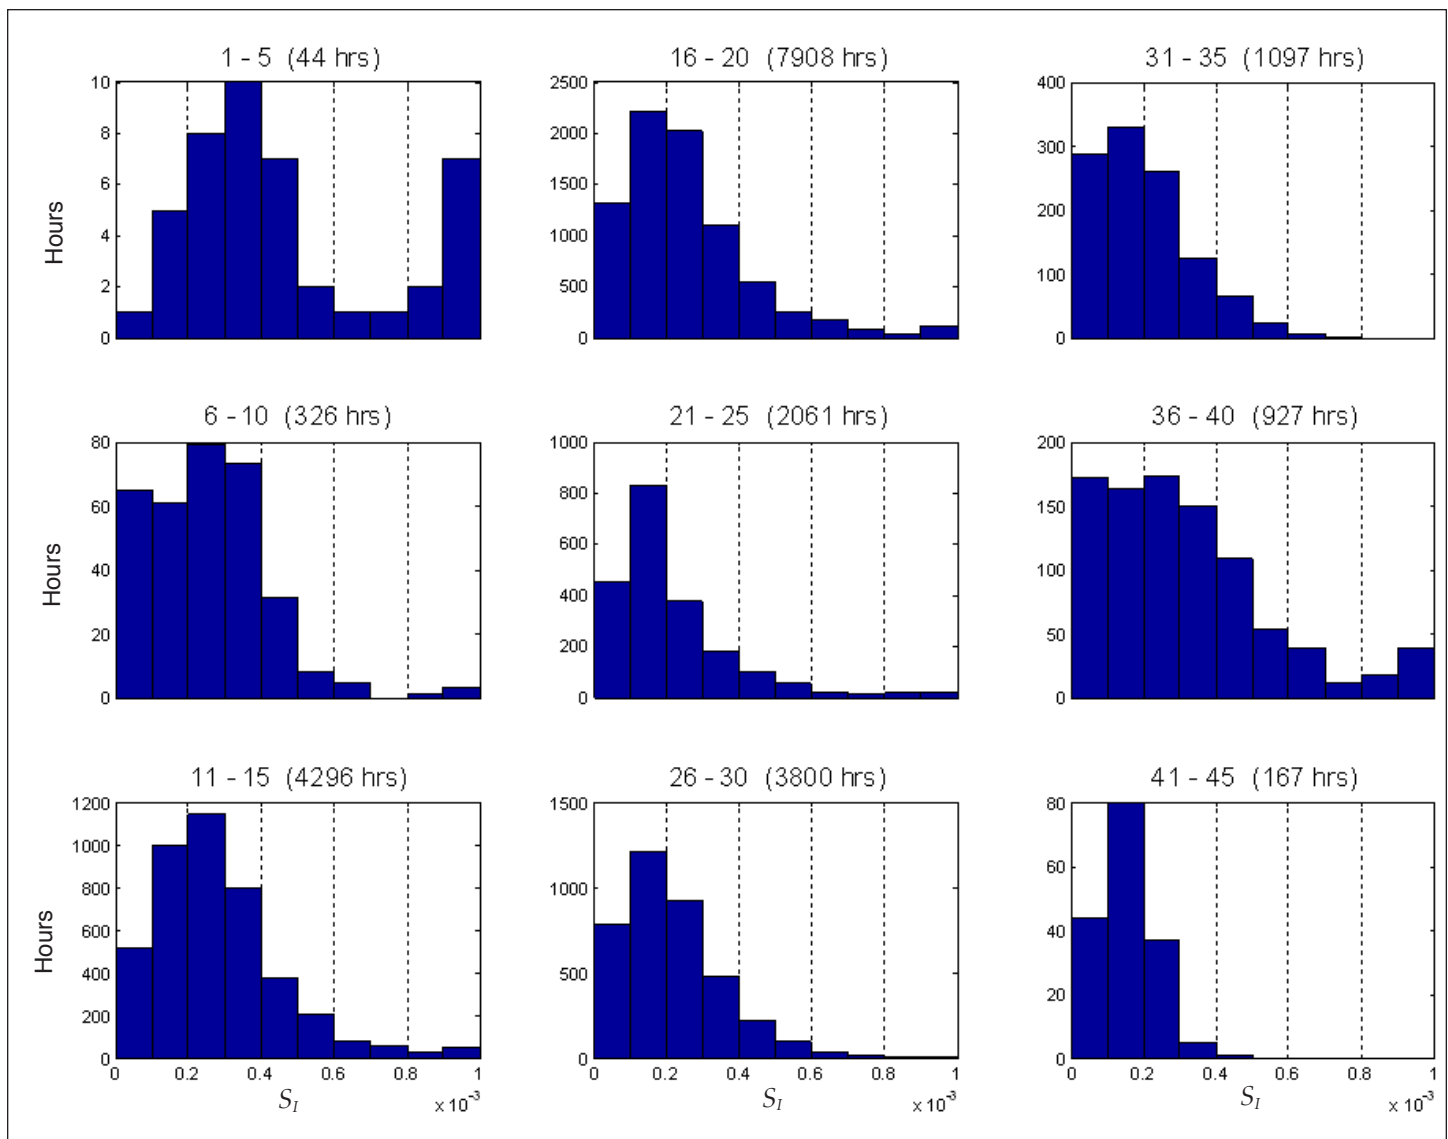 1 - 5 (44 hrs)
10
8
6
4
2
0
Hours
16 - 20 (7908 hrs)
2500
2000
1500
1000
500
0
31 - 35 (1097 hrs)
400
300
200
100
0
6 - 10 (326 hrs)
80
60
40
20
0
Hours
21 - 25 (2061 hrs)
1000
800
600
400
200
0
36 - 40 (927 hrs)
200
150
100
50
0
11 - 15 (4296 hrs)
1200
1000
800
600
400
200
0
Hours
0 0.2 0.4 0.6 0.8 1
S_I x 10^-3
26 - 30 (3800 hrs)
1500
1000
500
0
0 0.2 0.4 0.6 0.8 1
S_I x 10^-3
41 - 45 (167 hrs)
80
60
40
20
0
0 0.2 0.4 0.6 0.8 1
S_I x 10^-3